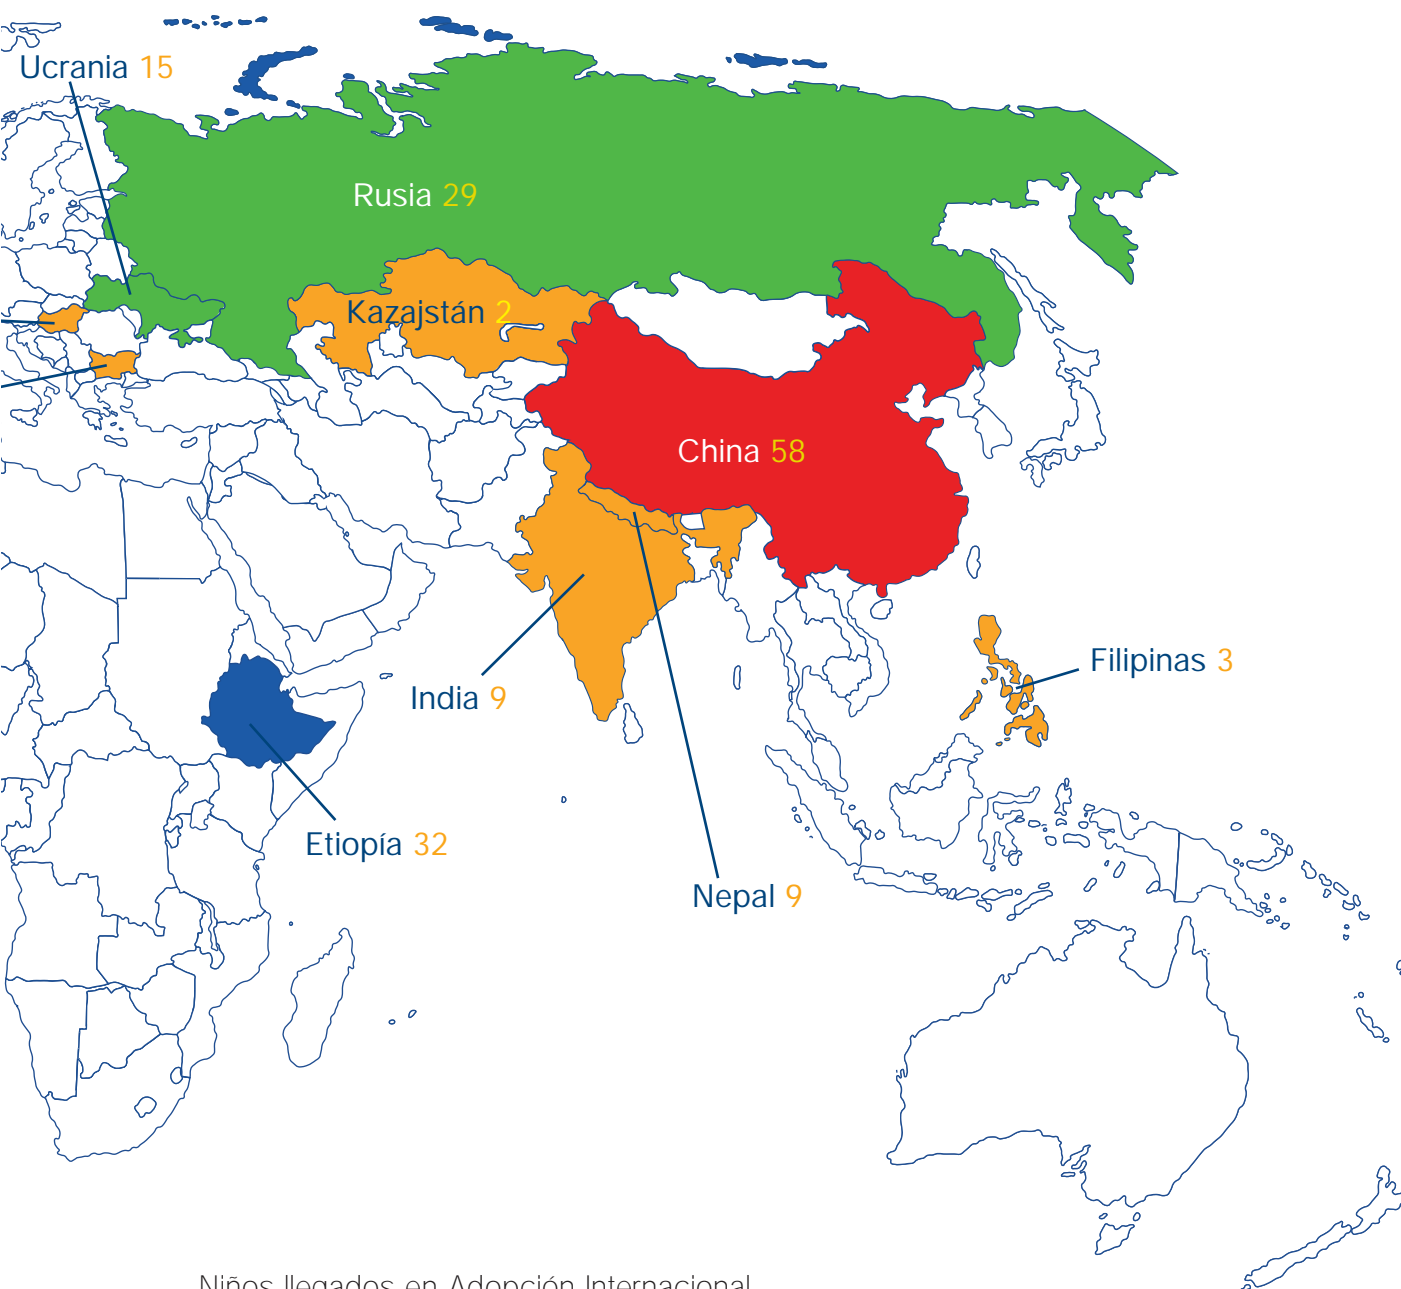 Ucrania 15
Rusia 29
Kazajstán 2
China 58
Filipinas 3
India 9
Etiopía 32
Nepal 9
Niños llegados en Adopción Internacional